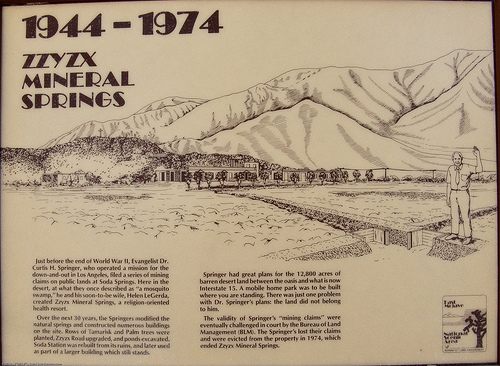 1944 – 1974
ZZYZX
MINERAL
SPRINGS
Just before the end of World War II, Evangelist Dr.
Curtis H. Springer, who operated a mission for the
down-and-out in Los Angeles, filed a series of mining
claims on public lands at Soda Springs. Here in the
desert, at what they once described as "a mosquito
swamp," he and his soon-to-be wife, Helen LeGerda,
created Zzyzx Mineral Springs, a religion-oriented
health resort.
Over the next 30 years, the Springers modified the
natural springs and constructed numerous buildings
on the site. Rows of Tamarisk and Palm trees were
planted, Zzyzx Road upgraded, and ponds excavated.
Soda Station was rebuilt from its ruins, and later used
as part of a larger building which still stands.
Springer had great plans for the 12,800 acres of
barren desert land between the oasis and what is now
Interstate 15. A mobile home park was to be built
where you are standing. There was just one problem
with Dr. Springer's plans: the land did not belong
to him.
The validity of Springer's "mining claims" were
eventually challenged in court by the Bureau of Land
Management (BLM). The Springer's lost their claims
and were evicted from the property in 1974, which
ended Zzyzx Mineral Springs.
East
Mojave
National
Scenic
Area